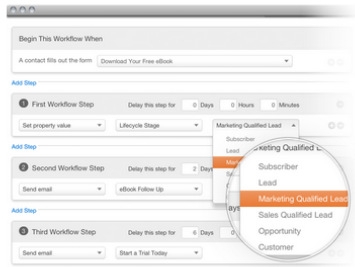 Begin This Workflow When
A contact fills out the form Download Your Free eBook
Add Step
1 First Workflow Step Delay this step for 0 Days 0 Hours 0 Minutes
Set property value Lifecycle Stage Marketing Qualified Lead
Subscriber
Lead
Add Step
2 Second Workflow Step Delay this step for 2 Days
Send email eBook Follow Up
Add Step
3 Third Workflow Step Delay this step for 6 Days 0
Send email Start a Trial Today
keting Qualified L
Subscriber
Lead
Marketing Qualified Lead
Sales Qualified Lead
Opportunity
Customer
ays